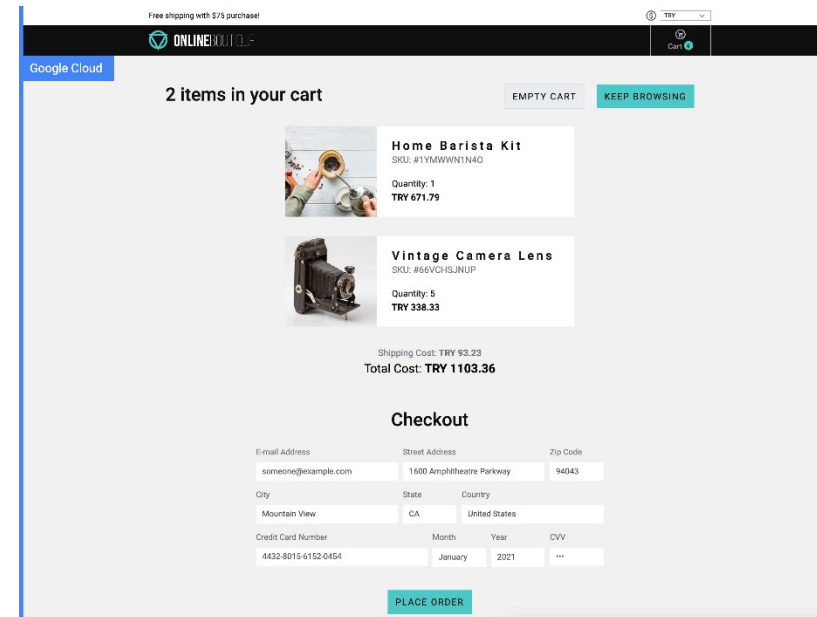 Free shipping with $75 purchase!
$ TRY
ONLINEBOUTIQUE
Cart 6
Google Cloud
2 items in your cart
EMPTY CART
KEEP BROWSING
Home Barista Kit
SKU: #1YMWWN1N4O
Quantity: 1
TRY 671.79
Vintage Camera Lens
SKU: #66VCHSJNUP
Quantity: 5
TRY 338.33
Shipping Cost: TRY 93.23
Total Cost: TRY 1103.36
Checkout
E-mail Address Street Address Zip Code
someone@example.com 1600 Amphitheatre Parkway 94043
City State Country
Mountain View CA United States
Credit Card Number Month Year CVV
4432-8015-6152-0454 January 2021 •••
PLACE ORDER